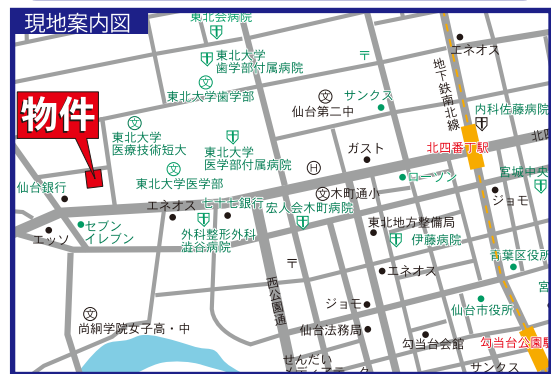 現地案内図
東北会病院
東北大学
歯学部付属病院
〒
エネオス
地下鉄南北線
東北大学歯学部
サンクス
仙台第二中
内科佐藤病院
物件
東北大学
医療技術短大
東北大学
医学部付属病院
ガスト
北四番丁駅
北四
東北大学医学部
ローソン
宮城中央
仙台銀行
木町通小
ジョモ
エネオス
七十七銀行
宏人会木町病院
セブン
イレブン
エッソ
外科整形外科
澁谷病院
東北地方整備局
伊藤病院
青葉区役所
〒
エネオス
西公園通
宮
ジョモ
仙台市役所
尚絅学院女子高・中
仙台法務局
勾当台会館
勾当台公園駅
せんだい
メディアテーク
サンクス